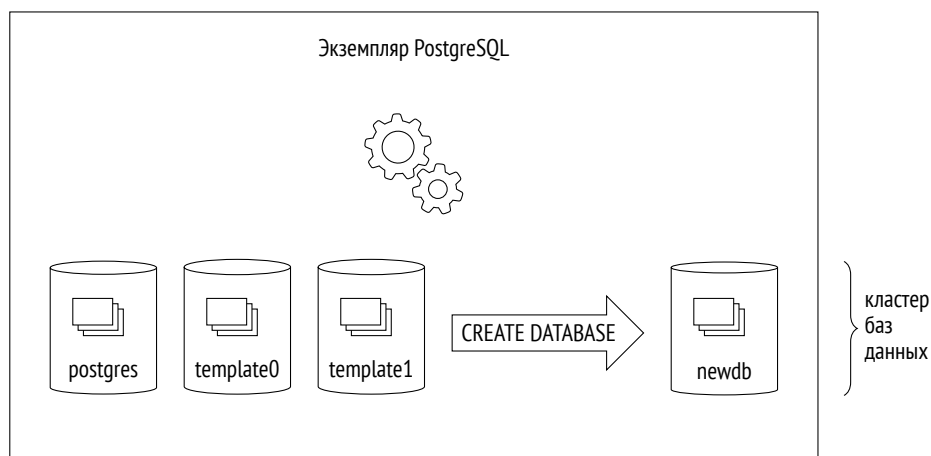 Экземпляр PostgreSQL
postgres
template0
template1
CREATE DATABASE
newdb
кластер
баз
данных